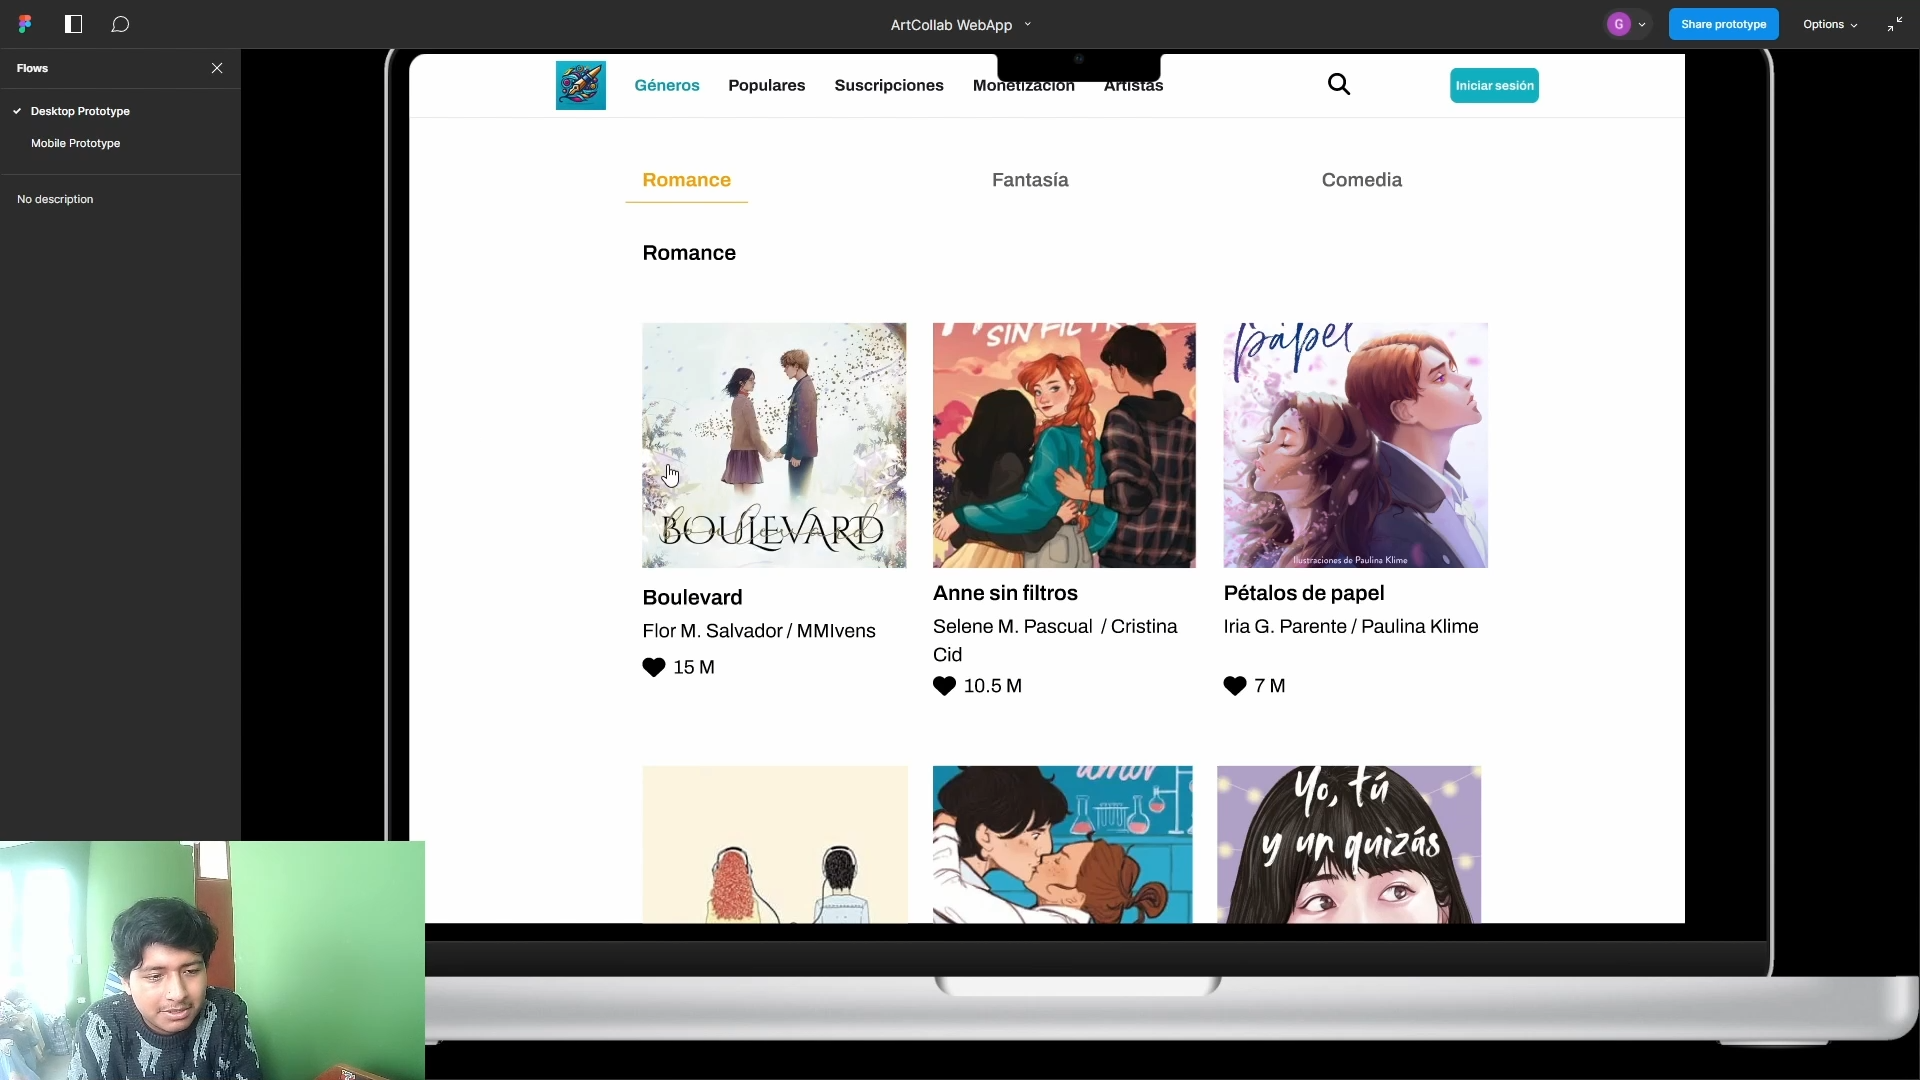 ArtCollab WebApp
G
Share prototype
Options
Flows
Desktop Prototype
Mobile Prototype
No description
Géneros
Populares
Suscripciones
Monetización
Artistas
Iniciar sesión
Romance
Fantasía
Comedia
Romance
SIN FILTROS
papel
BOULEVARD
boulevard
Ilustraciones de Paulina Klime
Boulevard
Flor M. Salvador / MMIvens
15 M
Anne sin filtros
Selene M. Pascual / Cristina
Cid
10.5 M
Pétalos de papel
Iria G. Parente / Paulina Klime
7 M
amor
Yo, tú
y un quizás